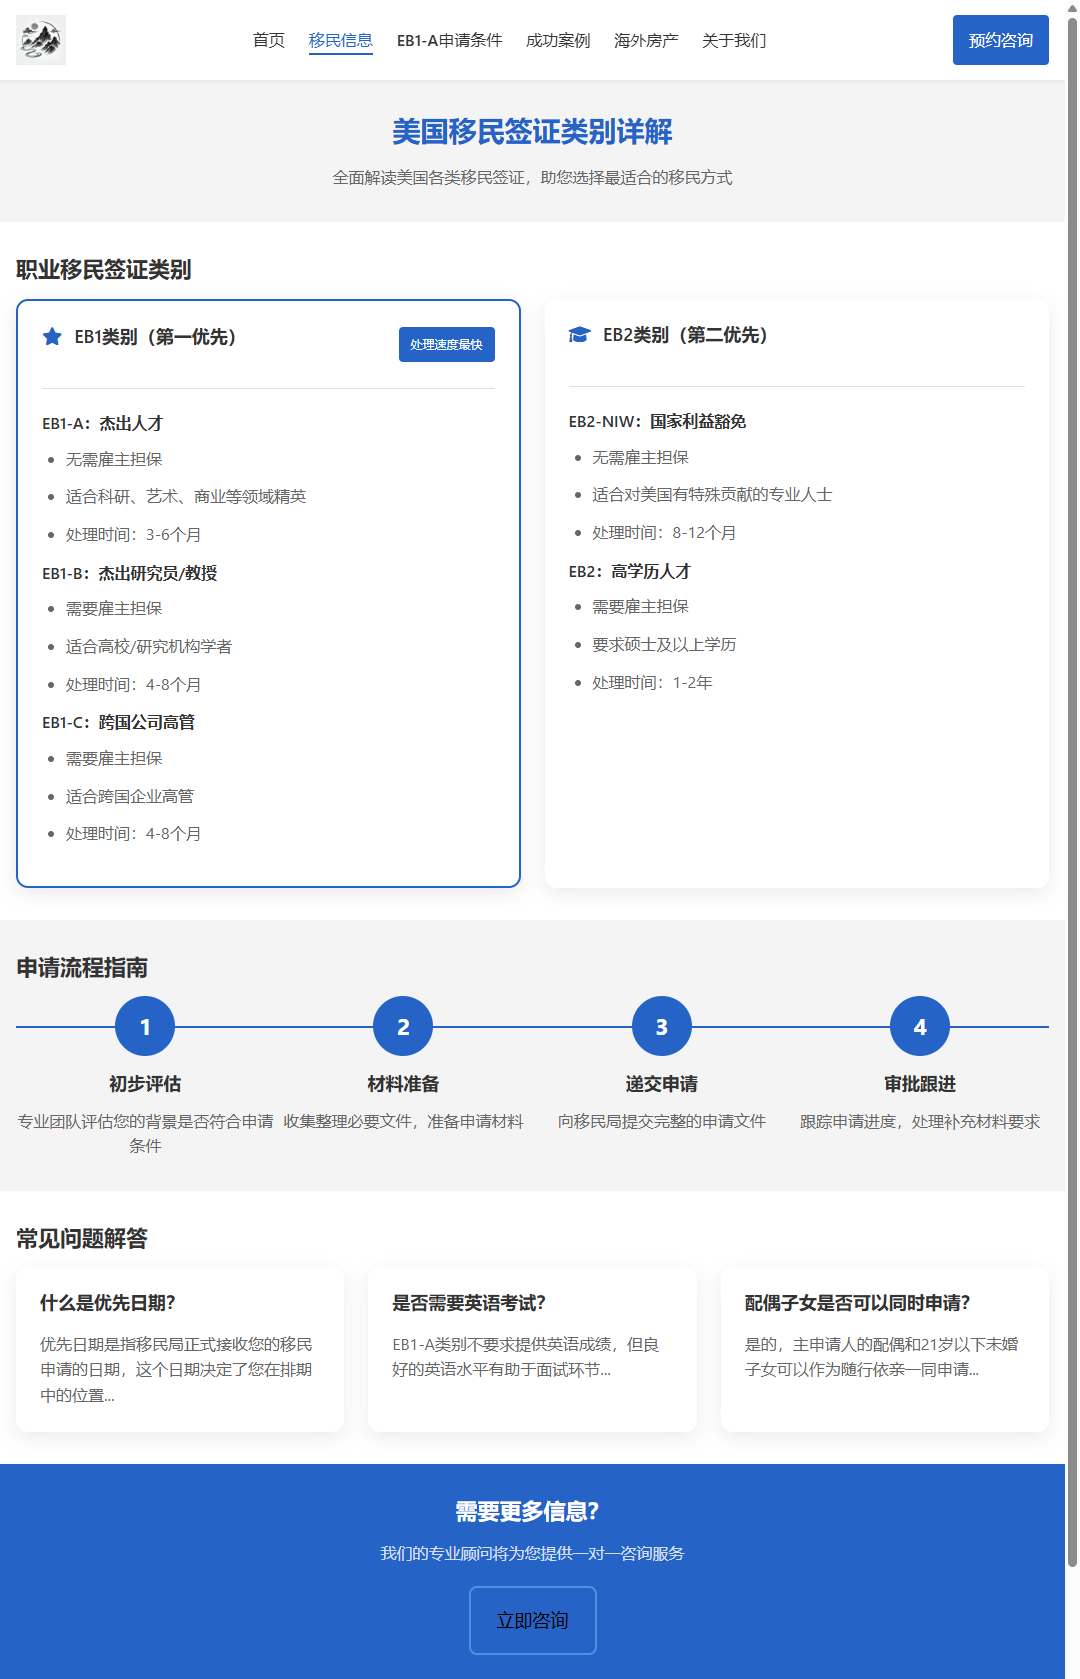 首页
移民信息
EB1-A申请条件
成功案例
海外房产
关于我们
预约咨询
美国移民签证类别详解
全面解读美国各类移民签证，助您选择最适合的移民方式
职业移民签证类别
EB1类别（第一优先）
处理速度最快
EB1-A：杰出人才
无需雇主担保
适合科研、艺术、商业等领域精英
处理时间：3-6个月
EB1-B：杰出研究员/教授
需要雇主担保
适合高校/研究机构学者
处理时间：4-8个月
EB1-C：跨国公司高管
需要雇主担保
适合跨国企业高管
处理时间：4-8个月
EB2类别（第二优先）
EB2-NIW：国家利益豁免
无需雇主担保
适合对美国有特殊贡献的专业人士
处理时间：8-12个月
EB2：高学历人才
需要雇主担保
要求硕士及以上学历
处理时间：1-2年
申请流程指南
1
初步评估
专业团队评估您的背景是否符合申请
条件
2
材料准备
收集整理必要文件，准备申请材料
3
递交申请
向移民局提交完整的申请文件
4
审批跟进
跟踪申请进度，处理补充材料要求
常见问题解答
什么是优先日期？
优先日期是指移民局正式接收您的移民
申请的日期，这个日期决定了您在排期
中的位置...
是否需要英语考试？
EB1-A类别不要求提供英语成绩，但良
好的英语水平有助于面试环节...
配偶子女是否可以同时申请？
是的，主申请人的配偶和21岁以下未婚
子女可以作为随行依亲一同申请...
需要更多信息？
我们的专业顾问将为您提供一对一咨询服务
立即咨询